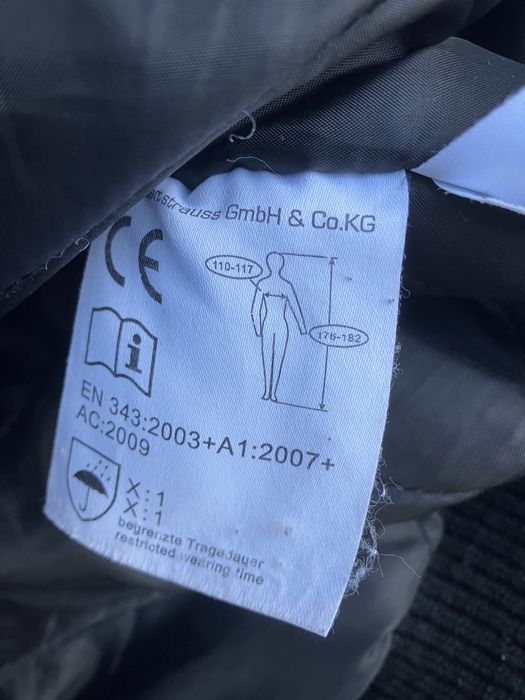 GmbH & Co.KG
CE
110-117
176-182
i
EN 343:2003+A1:2007+
AC:2009
X:1
X:1
begrenzte Tragedauer
restricted wearing time